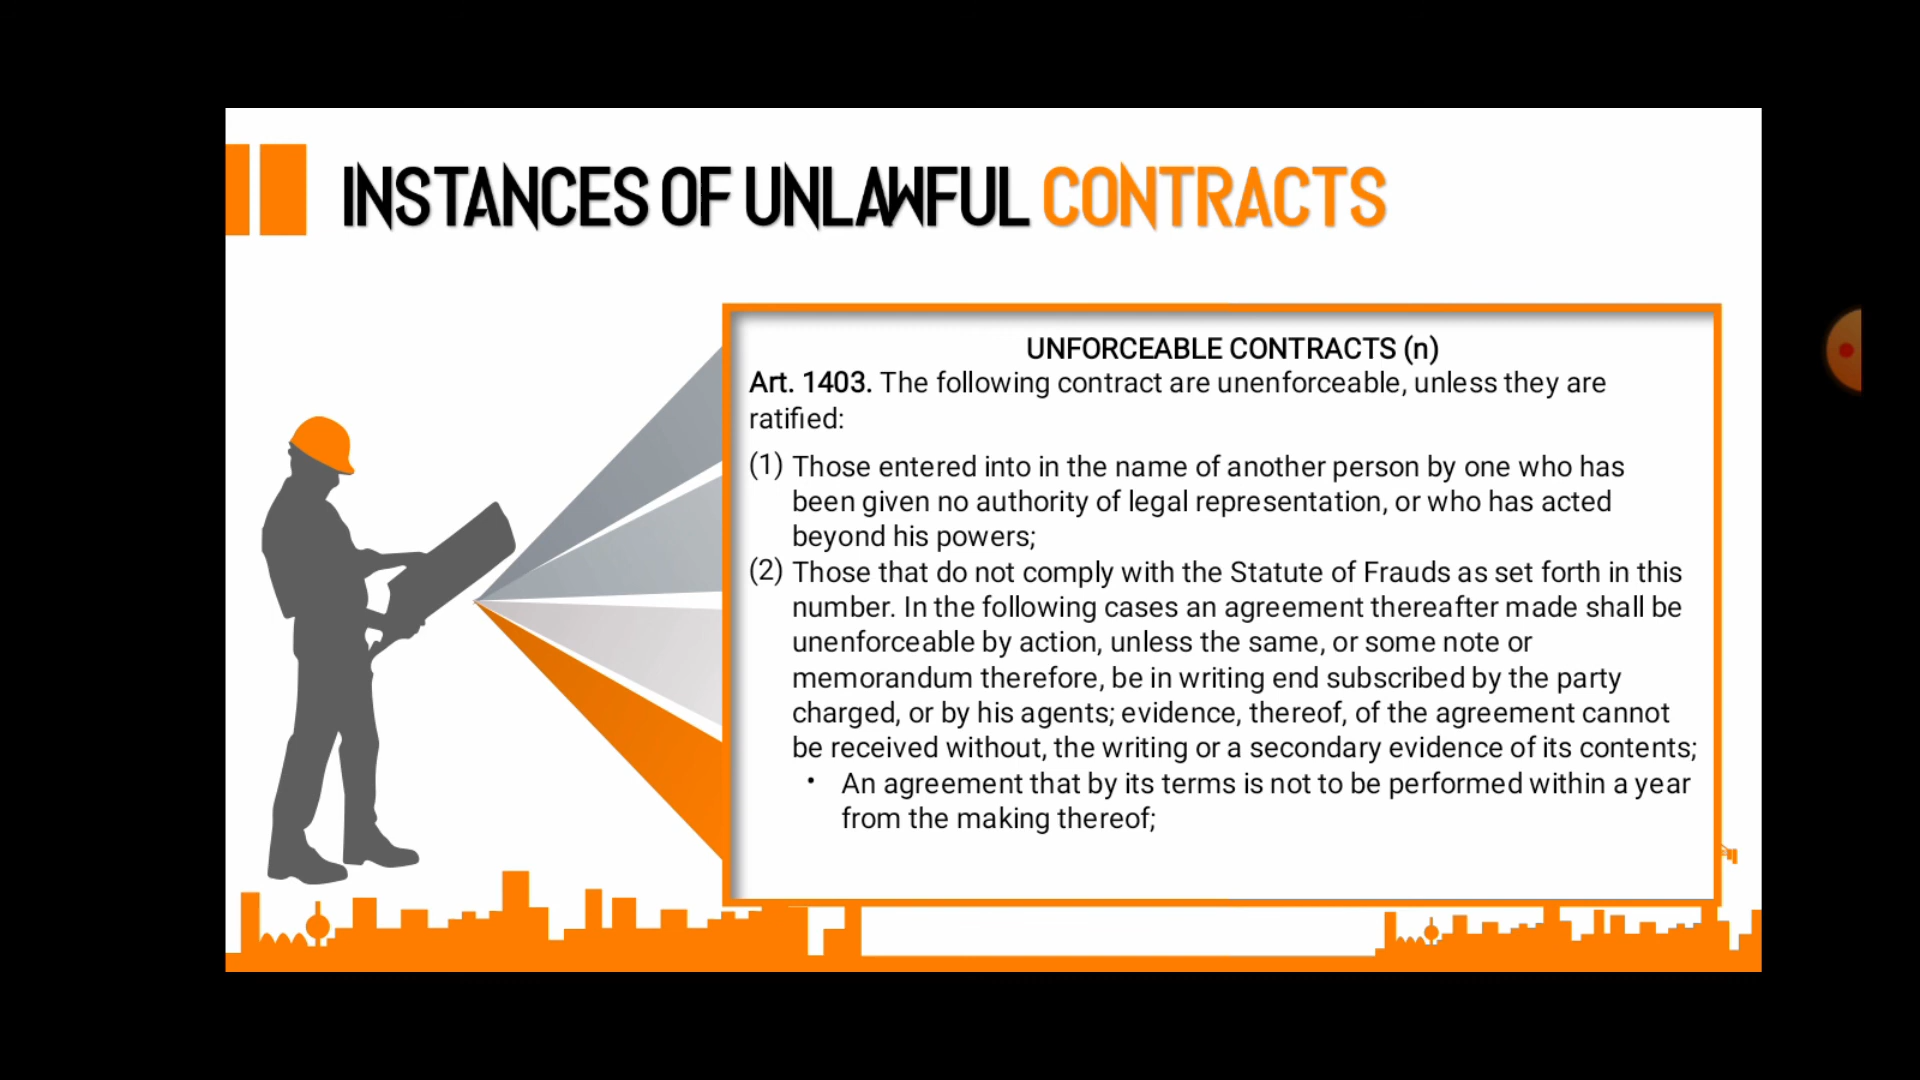 INSTANCES OF UNLAWFUL CONTRACTS
UNFORCEABLE CONTRACTS (n)
Art. 1403. The following contract are unenforceable, unless they are
ratified:
(1) Those entered into in the name of another person by one who has
been given no authority of legal representation, or who has acted
beyond his powers;
(2) Those that do not comply with the Statute of Frauds as set forth in this
number. In the following cases an agreement thereafter made shall be
unenforceable by action, unless the same, or some note or
memorandum therefore, be in writing end subscribed by the party
charged, or by his agents; evidence, thereof, of the agreement cannot
be received without, the writing or a secondary evidence of its contents;
• An agreement that by its terms is not to be performed within a year
from the making thereof;